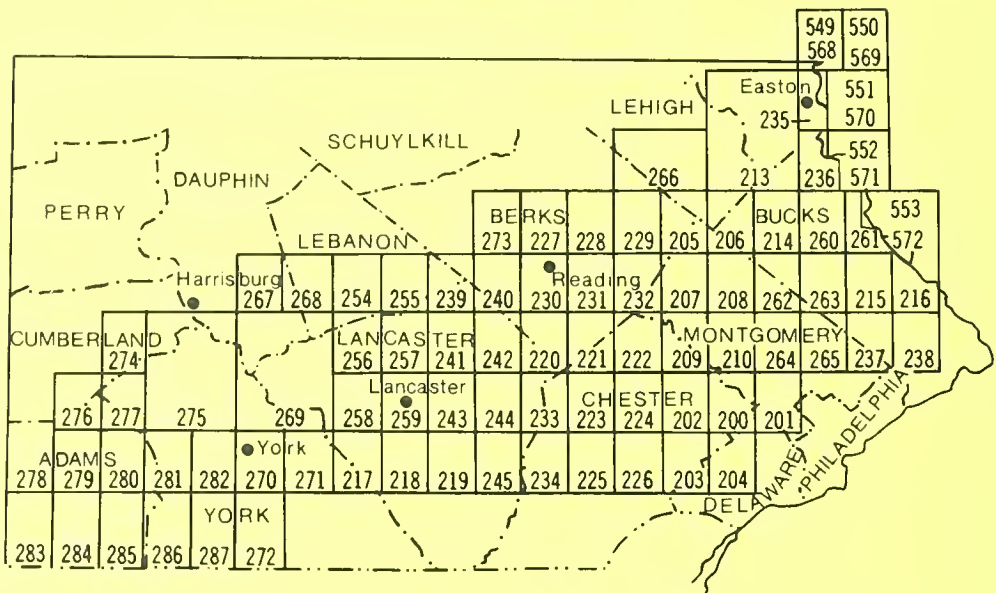 549 550
568 569
Easton 551
235 570
LEHIGH
SCHUYLKILL 552
DAUPHIN 266 213 236 571
PERRY BERKS BUCKS 553
273 227 228 229 205 206 214 260 261 572
LEBANON
Harrisburg Reading
267 268 254 255 239 240 230 231 232 207 208 262 263 215 216
CUMBERLAND LANCASTER MONTGOMERY
274 256 257 241 242 220 221 222 209 210 264 265 237 238
Lancaster CHESTER PHILADELPHIA
276 277 275 269 258 259 243 244 233 223 224 202 200 201
York
ADAMS
278 279 280 281 282 270 271 217 218 219 245 234 225 226 203 204
DELAWARE
YORK
283 284 285 286 287 272